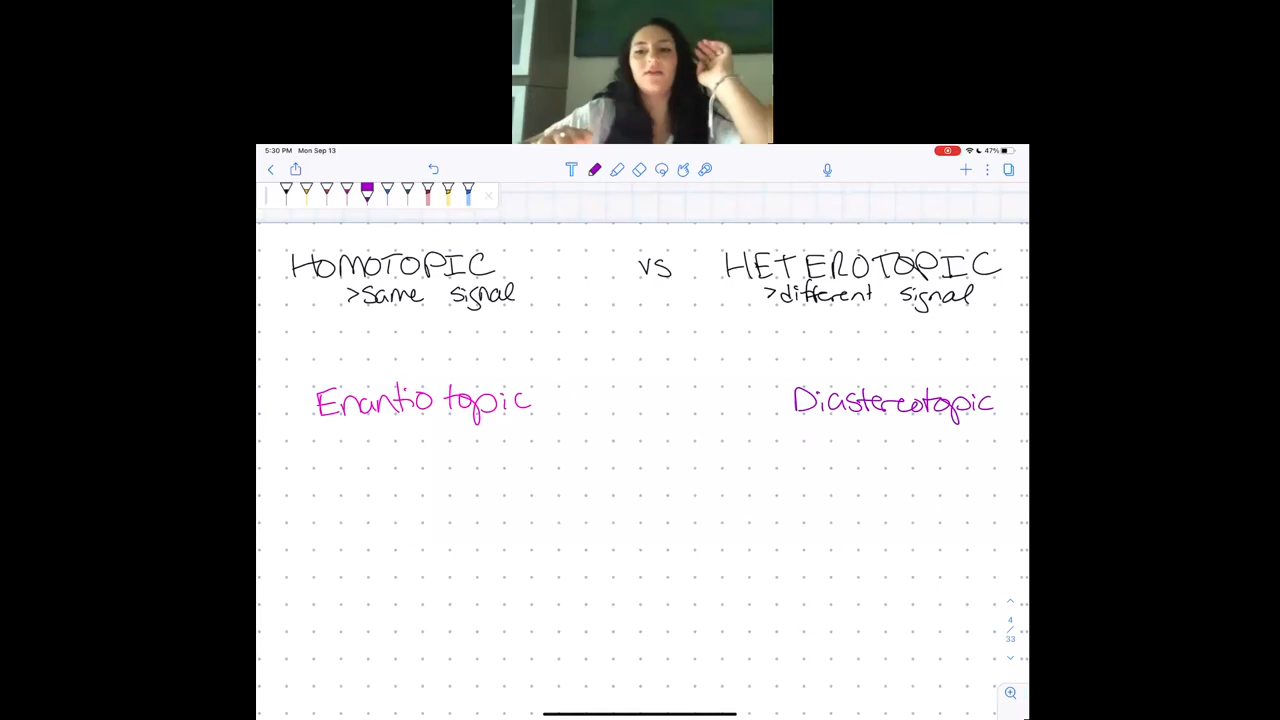 5:30 PM Mon Sep 13
47%
T
HOMOTOPIC vs HETEROTOPIC
>same signal >different signal
Enantiotopic Diastereotopic
4
/
33